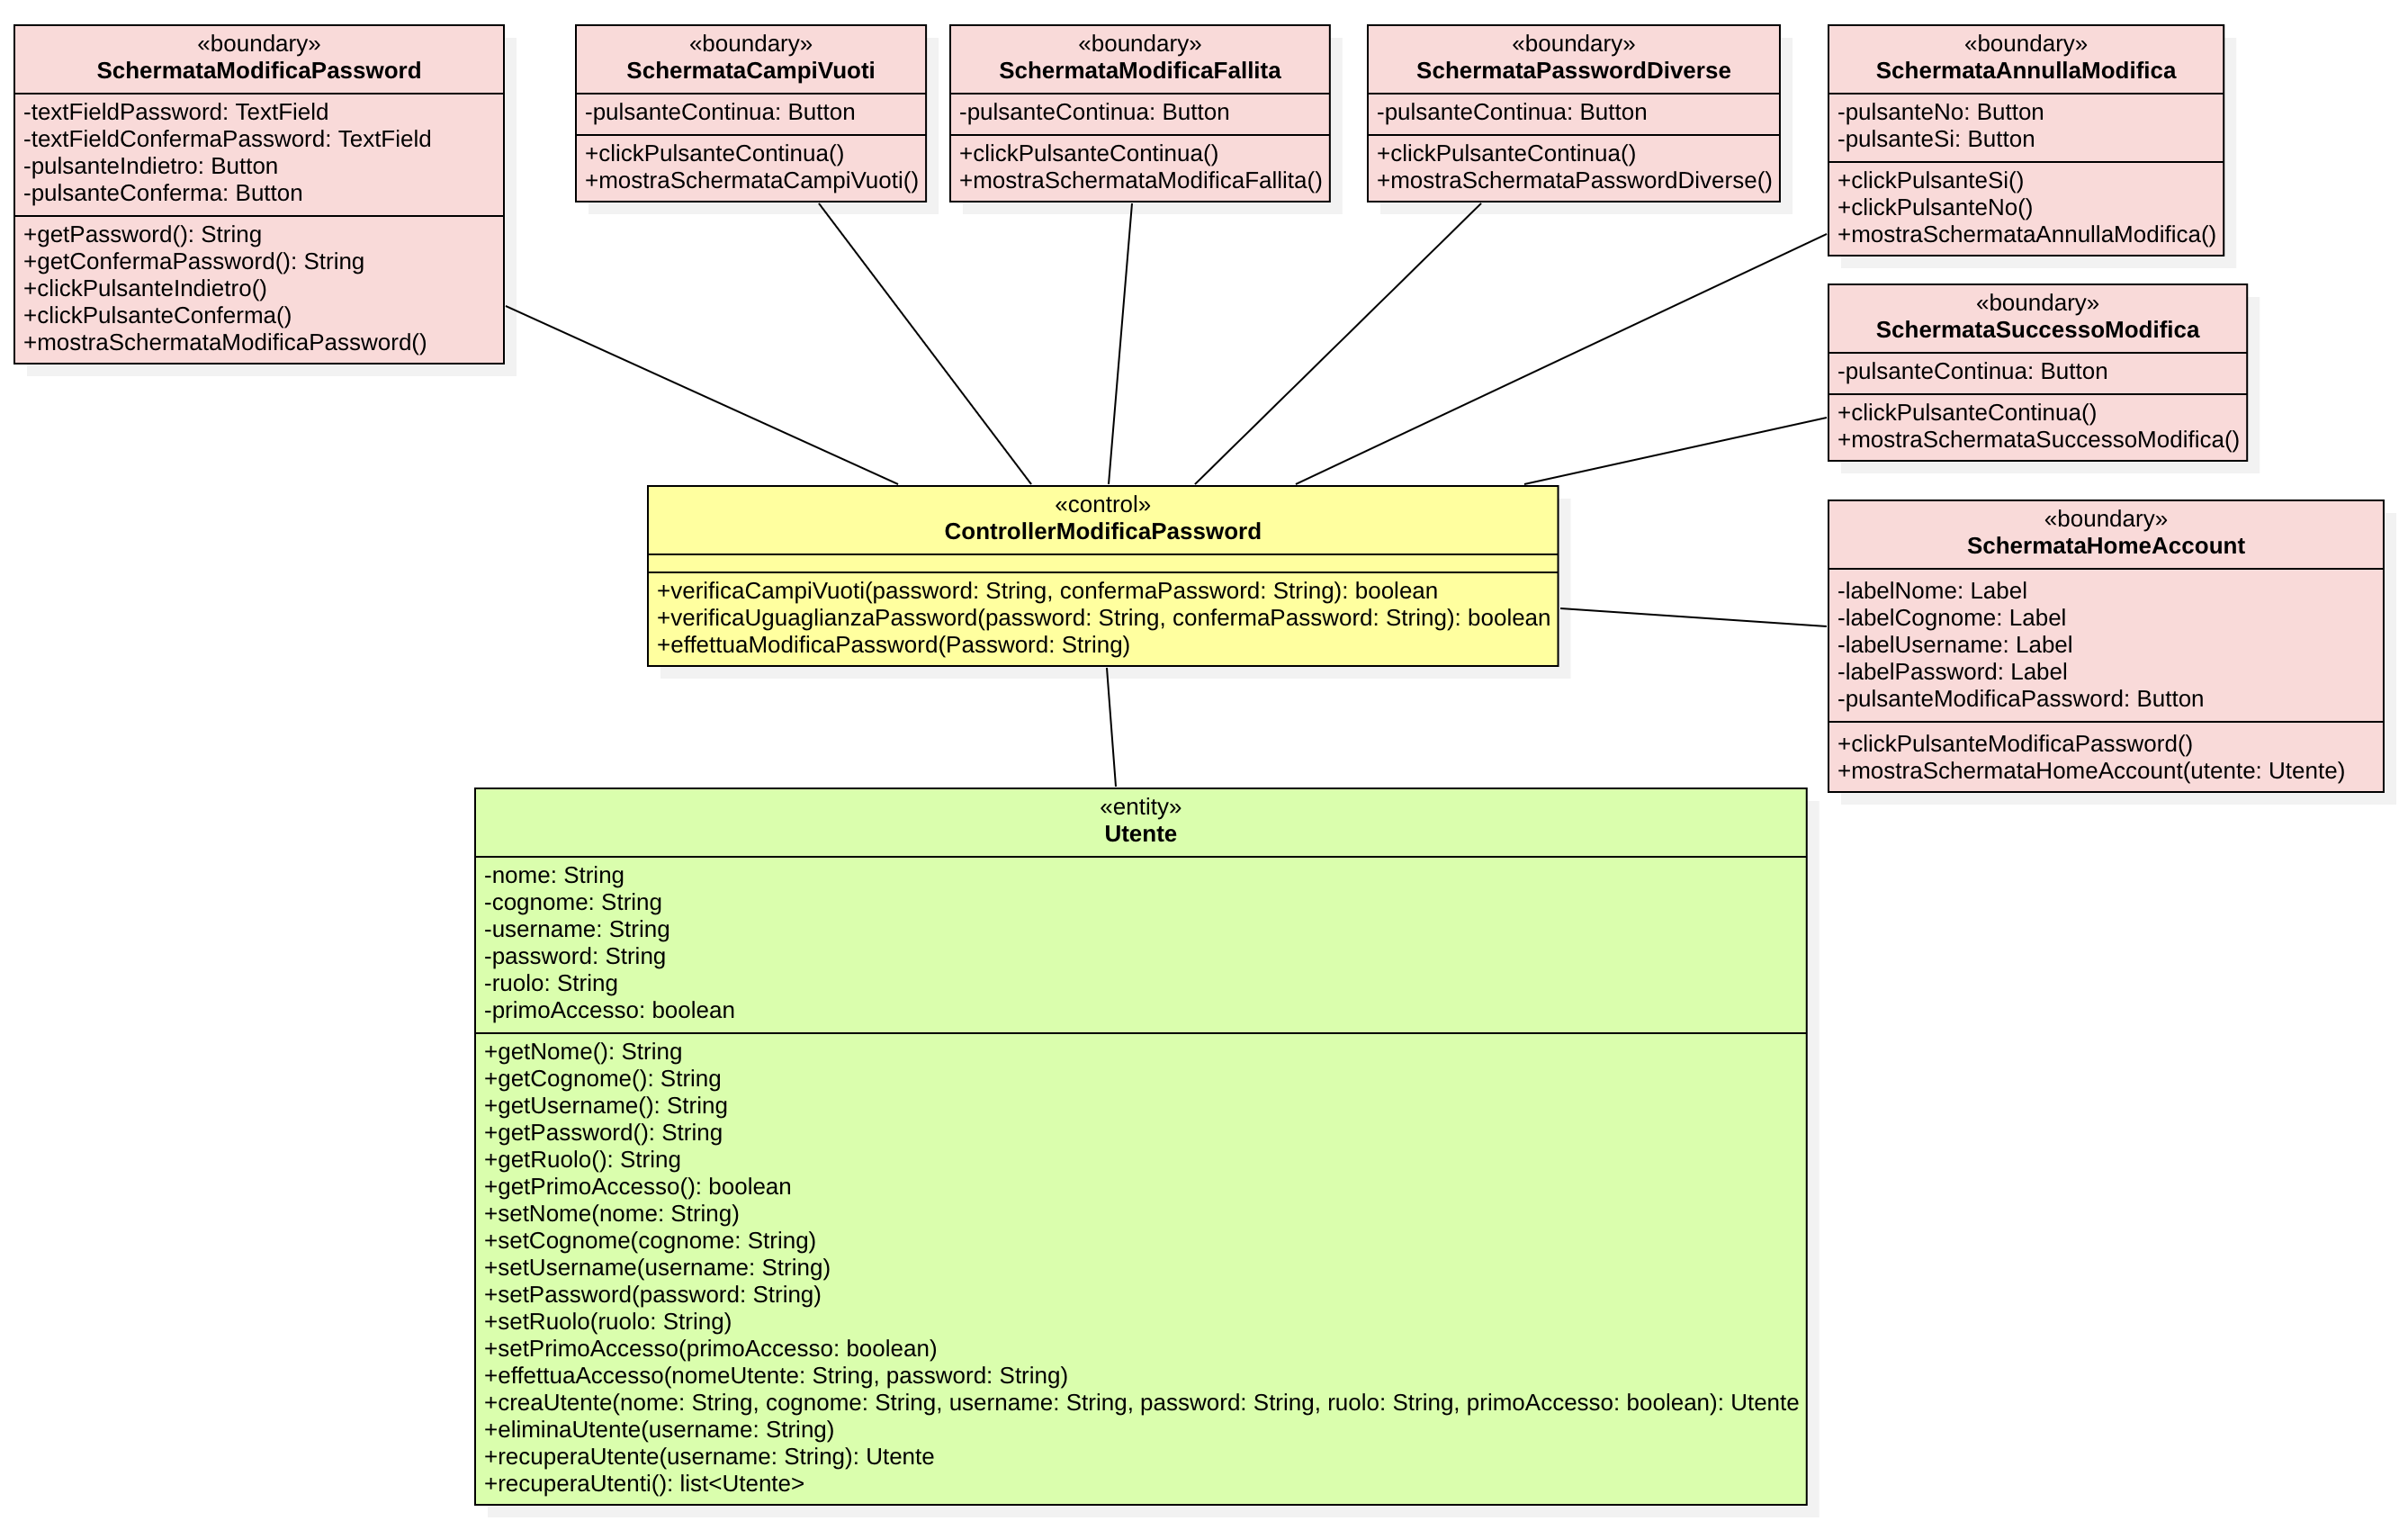 «boundary»
SchermataModificaPassword
-textFieldPassword: TextField
-textFieldConfermaPassword: TextField
-pulsanteIndietro: Button
-pulsanteConferma: Button
+getPassword(): String
+getConfermaPassword(): String
+clickPulsanteIndietro()
+clickPulsanteConferma()
+mostraSchermataModificaPassword()
«boundary»
SchermataCampiVuoti
-pulsanteContinua: Button
+clickPulsanteContinua()
+mostraSchermataCampiVuoti()
«boundary»
SchermataModificaFallita
-pulsanteContinua: Button
+clickPulsanteContinua()
+mostraSchermataModificaFallita()
«boundary»
SchermataPasswordDiverse
-pulsanteContinua: Button
+clickPulsanteContinua()
+mostraSchermataPasswordDiverse()
«boundary»
SchermataAnnullaModifica
-pulsanteNo: Button
-pulsanteSi: Button
+clickPulsanteSi()
+clickPulsanteNo()
+mostraSchermataAnnullaModifica()
«boundary»
SchermataSuccessoModifica
-pulsanteContinua: Button
+clickPulsanteContinua()
+mostraSchermataSuccessoModifica()
«control»
ControllerModificaPassword
+verificaCampiVuoti(password: String, confermaPassword: String): boolean
+verificaUguaglianzaPassword(password: String, confermaPassword: String): boolean
+effettuaModificaPassword(Password: String)
«boundary»
SchermataHomeAccount
-labelNome: Label
-labelCognome: Label
-labelUsername: Label
-labelPassword: Label
-pulsanteModificaPassword: Button
+clickPulsanteModificaPassword()
+mostraSchermataHomeAccount(utente: Utente)
«entity»
Utente
-nome: String
-cognome: String
-username: String
-password: String
-ruolo: String
-primoAccesso: boolean
+getNome(): String
+getCognome(): String
+getUsername(): String
+getPassword(): String
+getRuolo(): String
+getPrimoAccesso(): boolean
+setNome(nome: String)
+setCognome(cognome: String)
+setUsername(username: String)
+setPassword(password: String)
+setRuolo(ruolo: String)
+setPrimoAccesso(primoAccesso: boolean)
+effettuaAccesso(nomeUtente: String, password: String)
+creaUtente(nome: String, cognome: String, username: String, password: String, ruolo: String, primoAccesso: boolean): Utente
+eliminaUtente(username: String)
+recuperaUtente(username: String): Utente
+recuperaUtenti(): list<Utente>